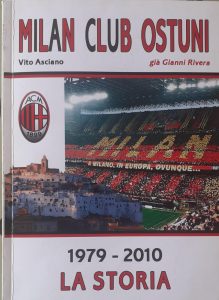 MILAN CLUB OSTUNI
Vito Asciano
già Gianni Rivera
ACM
1899
MILAN
A MILANO, IN EUROPA, OVUNQUE...
1979 - 2010
LA STORIA